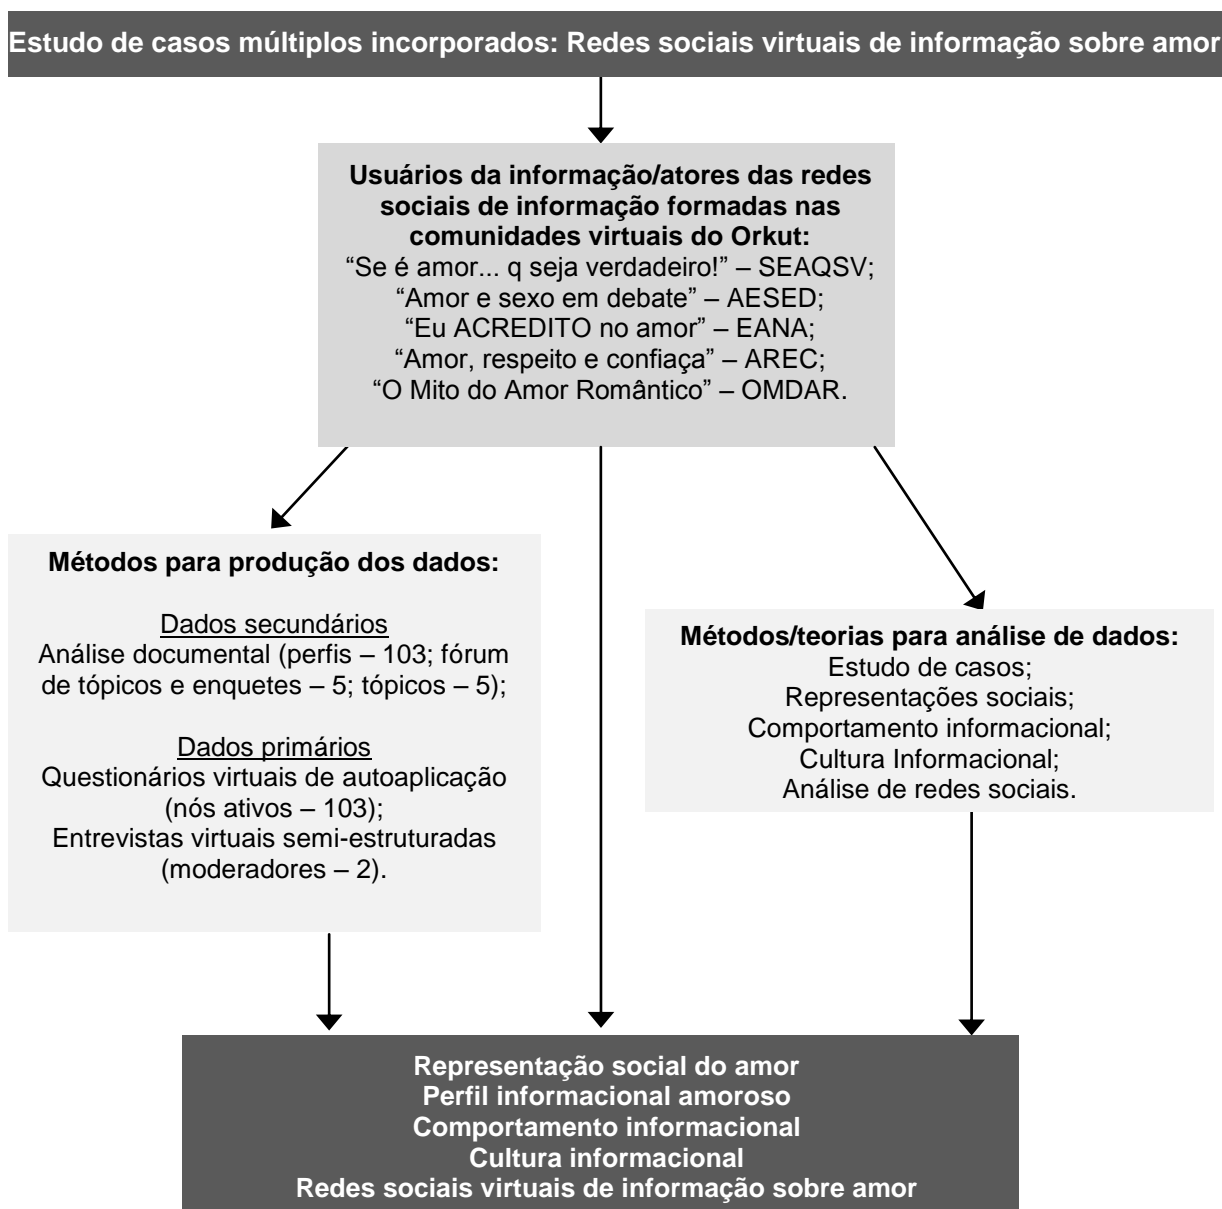 Estudo de casos múltiplos incorporados: Redes sociais virtuais de informação sobre amor
Usuários da informação/atores das redes
sociais de informação formadas nas
comunidades virtuais do Orkut:
“Se é amor... q seja verdadeiro!” – SEAQSV;
“Amor e sexo em debate” – AESED;
“Eu ACREDITO no amor” – EANA;
“Amor, respeito e confiaça” – AREC;
“O Mito do Amor Romântico” – OMDAR.
Métodos para produção dos dados:
Dados secundários
Análise documental (perfis – 103; fórum
de tópicos e enquetes – 5; tópicos – 5);
Dados primários
Questionários virtuais de autoaplicação
(nós ativos – 103);
Entrevistas virtuais semi-estruturadas
(moderadores – 2).
Métodos/teorias para análise de dados:
Estudo de casos;
Representações sociais;
Comportamento informacional;
Cultura Informacional;
Análise de redes sociais.
Representação social do amor
Perfil informacional amoroso
Comportamento informacional
Cultura informacional
Redes sociais virtuais de informação sobre amor